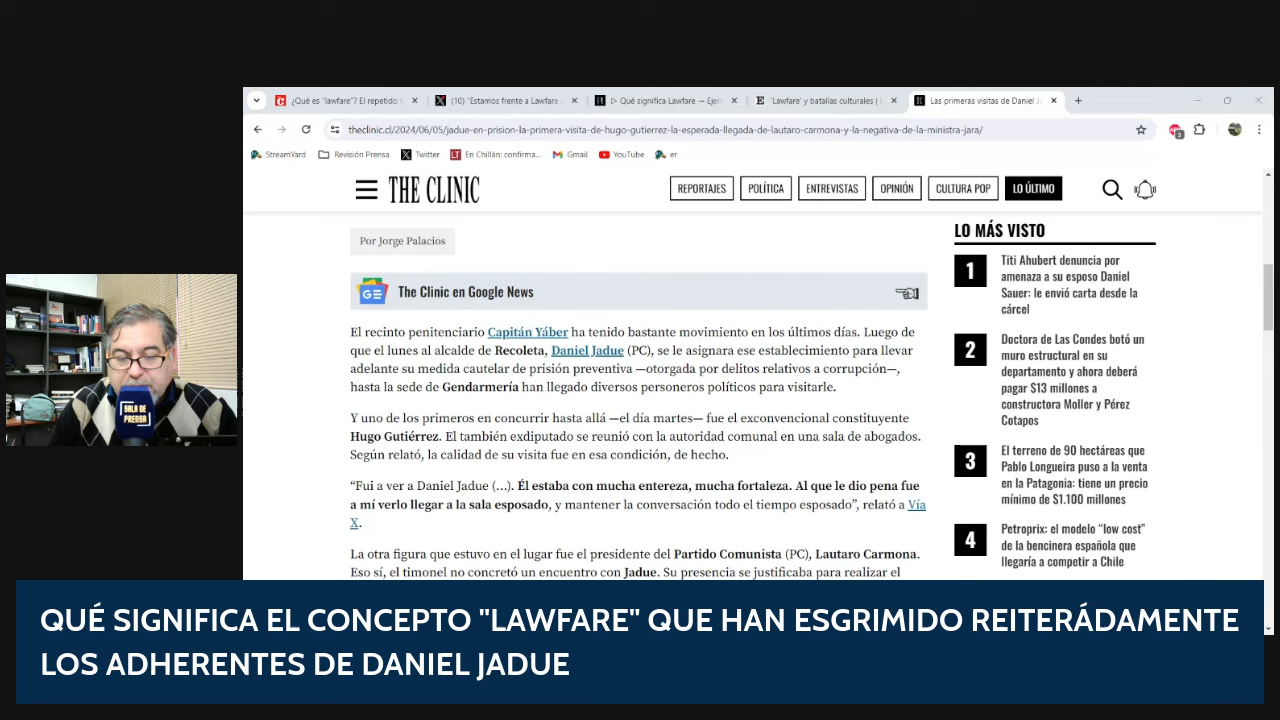 ¿Qué es "lawfare"? El repetido
(10) "Estamos frente a Lawfare
▷ Qué significa Lawfare → Ejem
'Lawfare' y batallas culturales |
Las primeras visitas de Daniel Ja
theclinic.cl/2024/06/05/jadue-en-prision-la-primera-visita-de-hugo-gutierrez-la-esperada-llegada-de-lautaro-carmona-y-la-negativa-de-la-ministra-jara/
StreamYard
Revisión Prensa
Twitter
En Chillán: confirma...
Gmail
YouTube
er
THE CLINIC
REPORTAJES
POLÍTICA
ENTREVISTAS
OPINIÓN
CULTURA POP
LO ÚLTIMO
Por Jorge Palacios
GE The Clinic en Google News
El recinto penitenciario Capitán Yáber ha tenido bastante movimiento en los últimos días. Luego de
que el lunes al alcalde de Recoleta, Daniel Jadue (PC), se le asignara ese establecimiento para llevar
adelante su medida cautelar de prisión preventiva —otorgada por delitos relativos a corrupción—,
hasta la sede de Gendarmería han llegado diversos personeros políticos para visitarle.
Y uno de los primeros en concurrir hasta allá —el día martes— fue el exconvencional constituyente
Hugo Gutiérrez. El también exdiputado se reunió con la autoridad comunal en una sala de abogados.
Según relató, la calidad de su visita fue en esa condición, de hecho.
“Fui a ver a Daniel Jadue (...). Él estaba con mucha entereza, mucha fortaleza. Al que le dio pena fue
a mí verlo llegar a la sala esposado, y mantener la conversación todo el tiempo esposado”, relató a Vía
X.
La otra figura que estuvo en el lugar fue el presidente del Partido Comunista (PC), Lautaro Carmona.
Eso sí, el timonel no concretó un encuentro con Jadue. Su presencia se justificaba para realizar el
LO MÁS VISTO
1
Titi Ahubert denuncia por
amenaza a su esposo Daniel
Sauer: le envió carta desde la
cárcel
2
Doctora de Las Condes botó un
muro estructural en su
departamento y ahora deberá
pagar $13 millones a
constructora Moller y Pérez
Cotapos
3
El terreno de 90 hectáreas que
Pablo Longueira puso a la venta
en la Patagonia: tiene un precio
mínimo de $1.100 millones
4
Petroprix: el modelo “low cost”
de la bencinera española que
llegaría a competir a Chile
SALA DE
PRENSA
QUÉ SIGNIFICA EL CONCEPTO "LAWFARE" QUE HAN ESGRIMIDO REITERÁDAMENTE
LOS ADHERENTES DE DANIEL JADUE